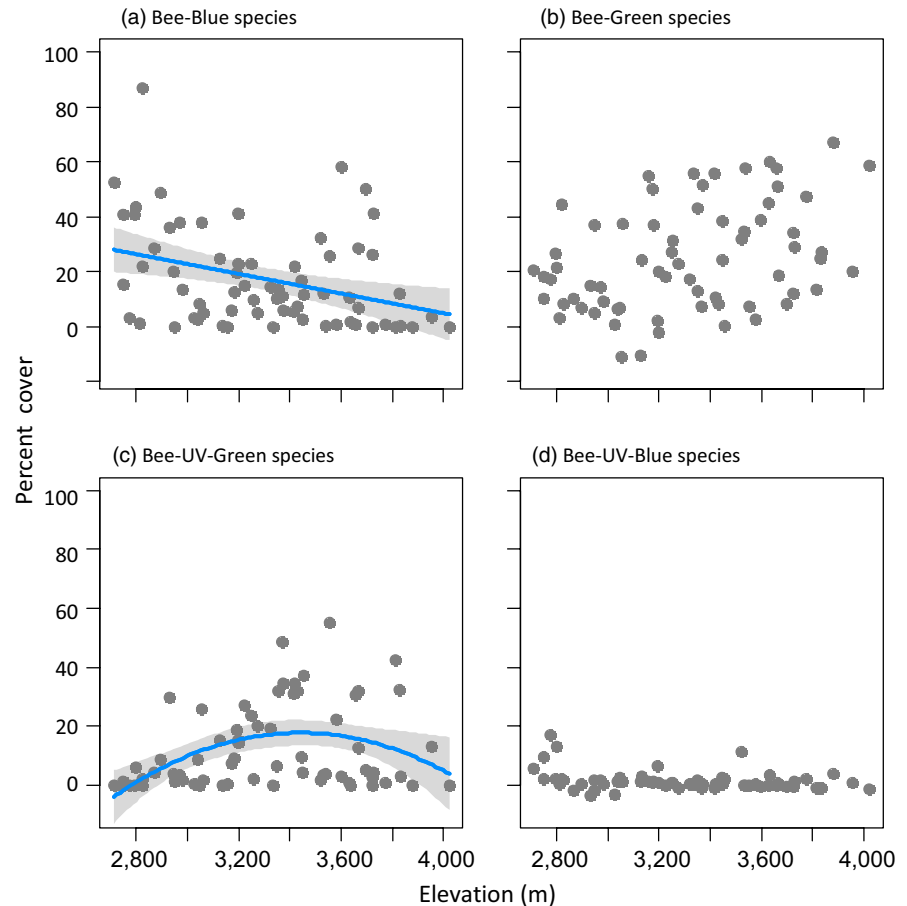 (a) Bee-Blue species
(b) Bee-Green species
100
80
60
40
20
0
Percent cover
(c) Bee-UV-Green species
(d) Bee-UV-Blue species
100
80
60
40
20
0
2,800 3,200 3,600 4,000
2,800 3,200 3,600 4,000
Elevation (m)